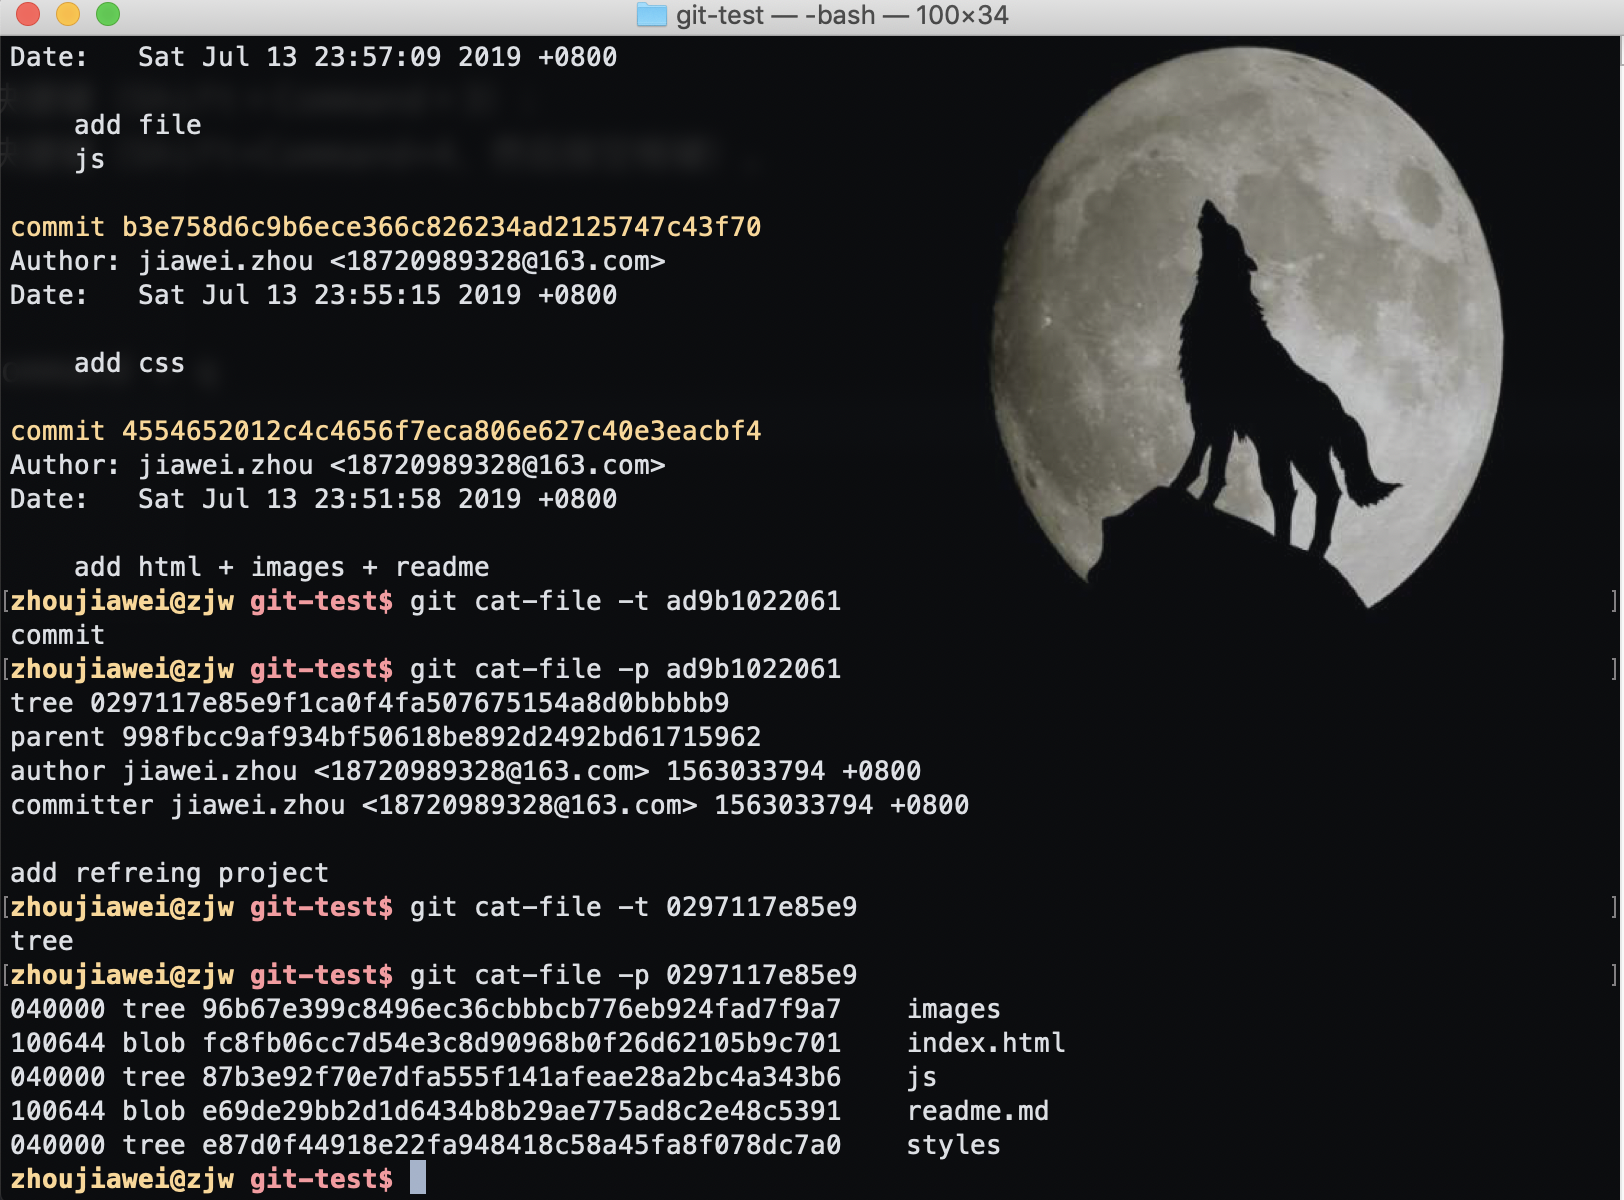 git-test — -bash — 100×34
Date:   Sat Jul 13 23:57:09 2019 +0800
    add file
    js
commit b3e758d6c9b6ece366c826234ad2125747c43f70
Author: jiawei.zhou <18720989328@163.com>
Date:   Sat Jul 13 23:55:15 2019 +0800
    add css
commit 4554652012c4c4656f7eca806e627c40e3eacbf4
Author: jiawei.zhou <18720989328@163.com>
Date:   Sat Jul 13 23:51:58 2019 +0800
    add html + images + readme
[zhoujiawei@zjw git-test$ git cat-file -t ad9b1022061 ]
commit
[zhoujiawei@zjw git-test$ git cat-file -p ad9b1022061 ]
tree 0297117e85e9f1ca0f4fa507675154a8d0bbbbb9
parent 998fbcc9af934bf50618be892d2492bd61715962
author jiawei.zhou <18720989328@163.com> 1563033794 +0800
committer jiawei.zhou <18720989328@163.com> 1563033794 +0800
add refreing project
[zhoujiawei@zjw git-test$ git cat-file -t 0297117e85e9 ]
tree
[zhoujiawei@zjw git-test$ git cat-file -p 0297117e85e9 ]
040000 tree 96b67e399c8496ec36cbbbcb776eb924fad7f9a7    images
100644 blob fc8fb06cc7d54e3c8d90968b0f26d62105b9c701    index.html
040000 tree 87b3e92f70e7dfa555f141afeae28a2bc4a343b6    js
100644 blob e69de29bb2d1d6434b8b29ae775ad8c2e48c5391    readme.md
040000 tree e87d0f44918e22fa948418c58a45fa8f078dc7a0    styles
zhoujiawei@zjw git-test$